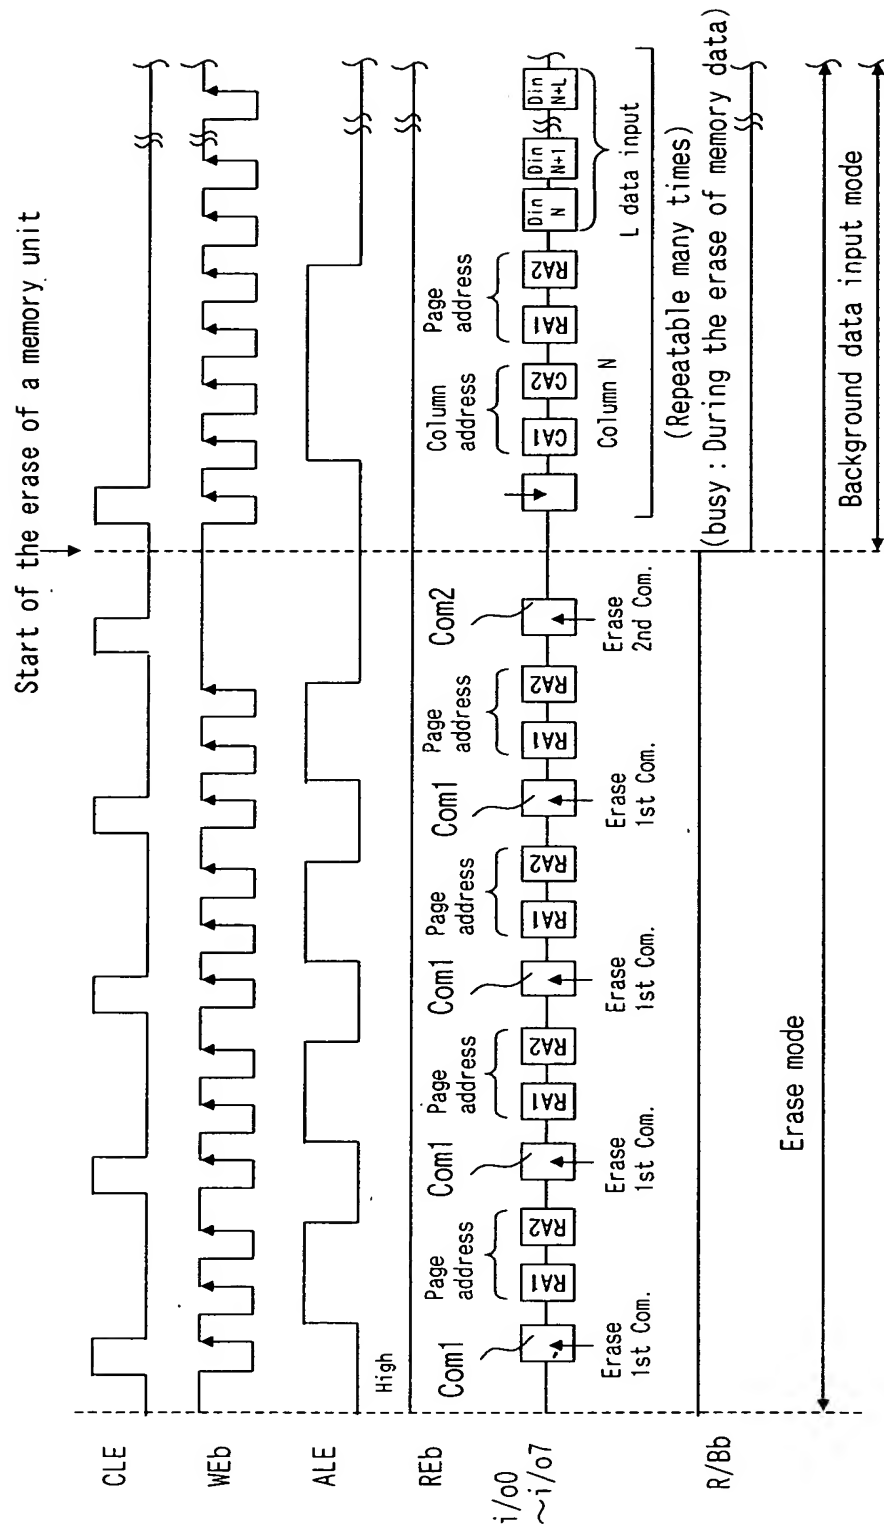 Start of the erase of a memory unit
CLE
WEb
ALE
High
REb
Com1
Page
address
Com1
Page
address
Com1
Page
address
Com1
Page
address
Com2
Column
address
Page
address
i/o0
~i/o7
RA1
RA2
RA1
RA2
RA1
RA2
RA1
RA2
CA1
CA2
RA1
RA2
Din
N
Din
N+1
Din
N+L
Erase
1st Com.
Erase
1st Com.
Erase
1st Com.
Erase
1st Com.
Erase
2nd Com.
Column N
L data input
(Repeatable many times)
(busy : During the erase of memory data)
R/Bb
Erase mode
Background data input mode